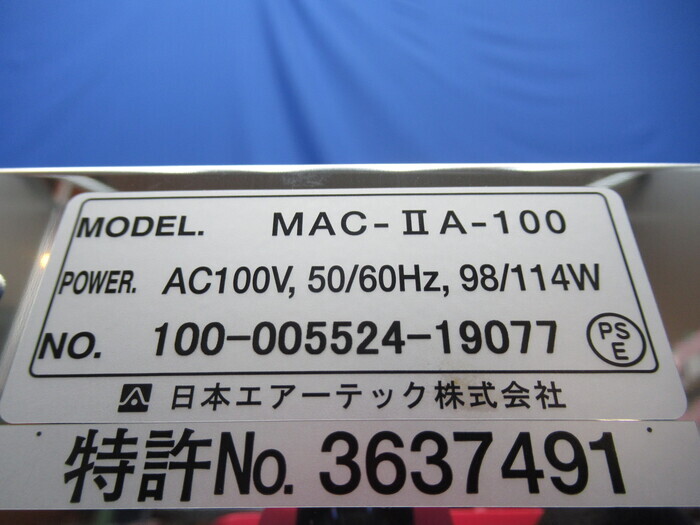 MODEL. MAC-ⅡA-100
POWER. AC100V, 50/60Hz, 98/114W
NO. 100-005524-19077 PSE
日本エアーテック株式会社
特許No. 3637491